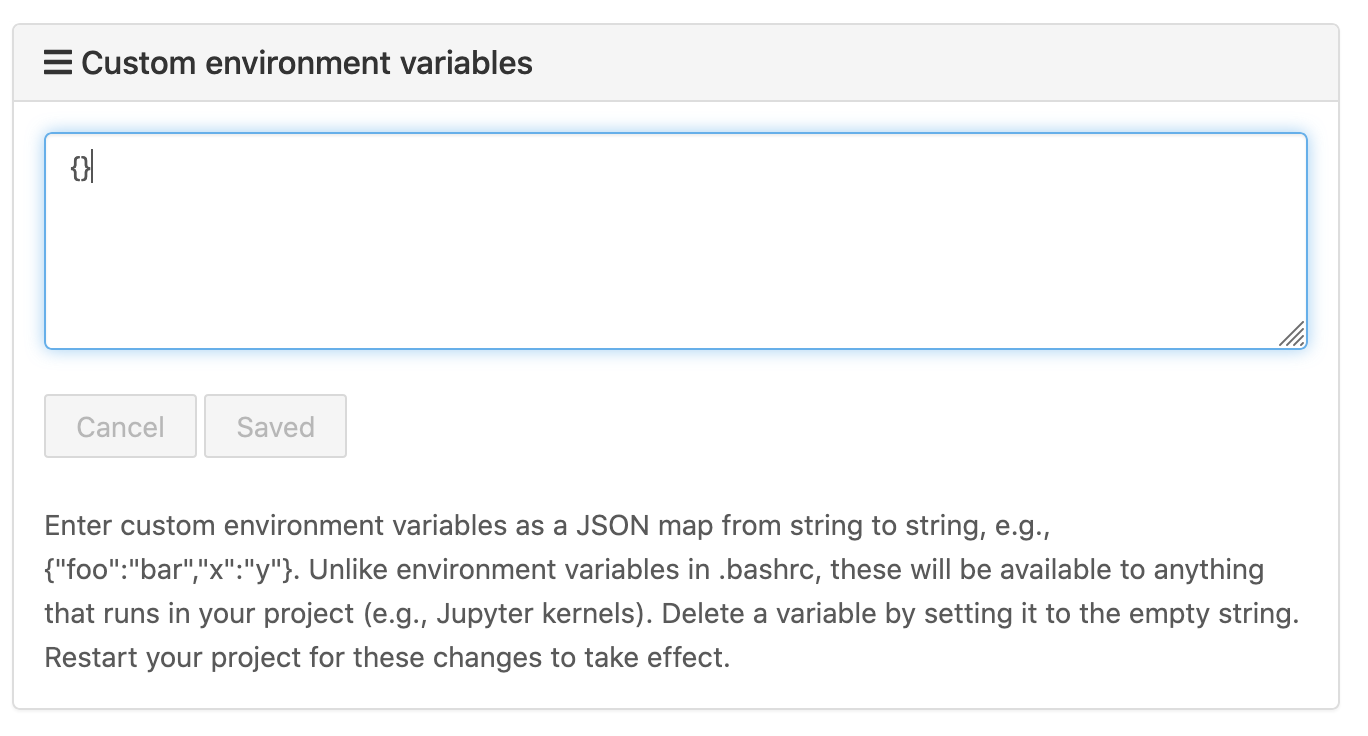 Custom environment variables
{}
Cancel Saved
Enter custom environment variables as a JSON map from string to string, e.g.,
{"foo":"bar","x":"y"}. Unlike environment variables in .bashrc, these will be available to anything
that runs in your project (e.g., Jupyter kernels). Delete a variable by setting it to the empty string.
Restart your project for these changes to take effect.